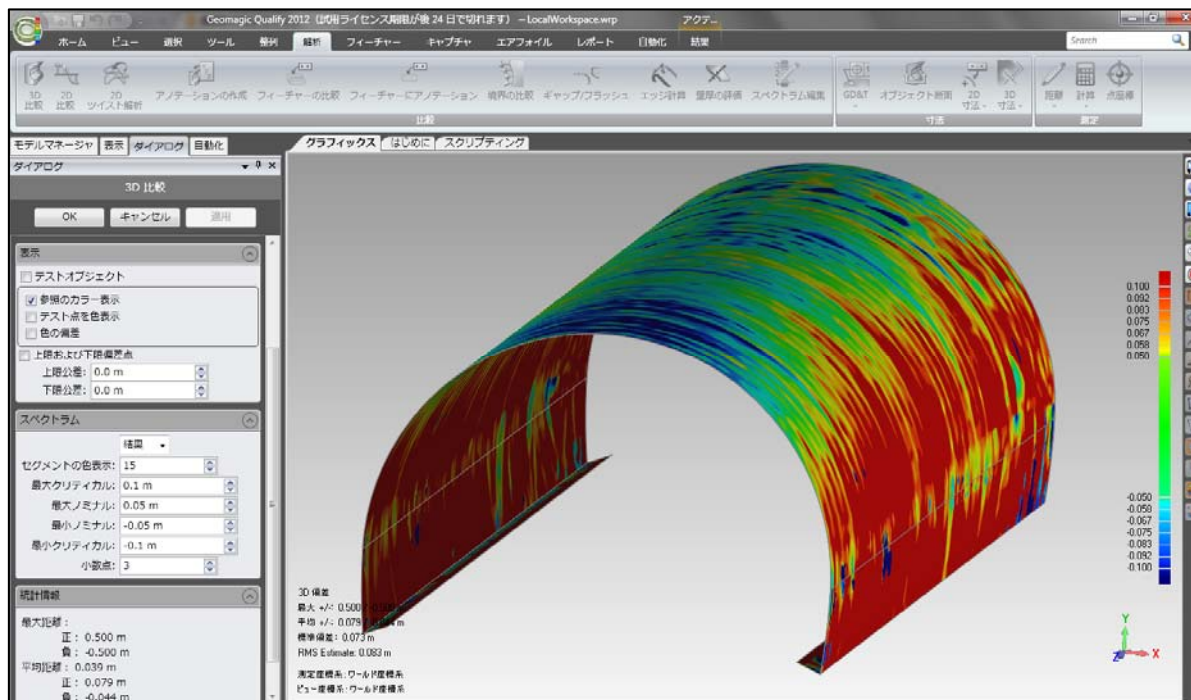 Geomagic Qualify 2012 (試用ライセンス期限が後 24 日で切れます) – LocalWorkspace.wrp
アクテ...
ホーム ビュー 選択 ツール 整列 解析 フィーチャー キャプチャ エアフォイル レポート 自動化 結果
Search
3D 比較
2D 比較
2D ツイスト解析
アノテーションの作成
フィーチャーの比較
フィーチャーにアノテーション
境界の比較
ギャップ/フラッシュ
エッジ計算
壁厚の評価
スペクトラム編集
GD&T
オブジェクト断面
2D 寸法
3D 寸法
距離
計算
点座標
比較
寸法
測定
モデルマネージャ 表示 ダイアログ 自動化
グラフィックス はじめに スクリプティング
ダイアログ
3D 比較
OK キャンセル 適用
表示
テストオブジェクト
参照のカラー表示
テスト点を色表示
色の偏差
上限および下限偏差点
上限公差: 0.0 m
下限公差: 0.0 m
スペクトラム
結果
セグメントの色表示: 15
最大クリティカル: 0.1 m
最大ノミナル: 0.05 m
最小ノミナル: -0.05 m
最小クリティカル: -0.1 m
小数点: 3
統計情報
最大距離:
正: 0.500 m
負: -0.500 m
平均距離: 0.039 m
正: 0.079 m
負: -0.044 m
3D 偏差
最大 +/-: 0.500
平均 +/-: 0.079
標準偏差: 0.073 m
RMS Estimate: 0.083 m
測定座標系: ワールド座標系
ビュー座標系: ワールド座標系
0.100
0.092
0.083
0.075
0.067
0.058
0.050
-0.050
-0.058
-0.067
-0.075
-0.083
-0.092
-0.100
Y
Z
X